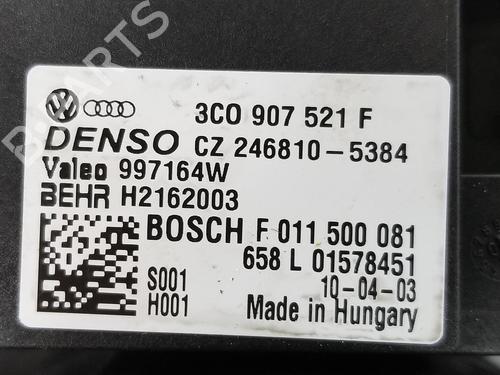 B PARTS
3C0 907 521 F
DENSO CZ 246810-5384
Valeo 997164W
BEHR H2162003
BOSCH F 011 500 081
658 L 01578451
S001 10-04-03
H001 Made in Hungary